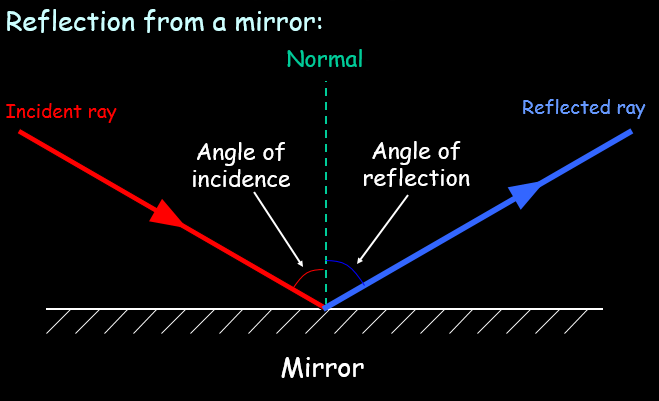 Reflection from a mirror:
Normal
Incident ray
Reflected ray
Angle of
incidence
Angle of
reflection
Mirror